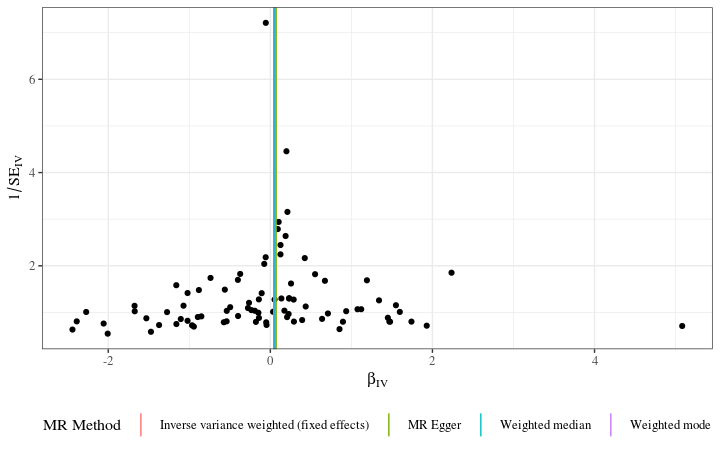 1/SE_IV
6
4
2
-2
0
2
4
β_IV
MR Method
Inverse variance weighted (fixed effects)
MR Egger
Weighted median
Weighted mode